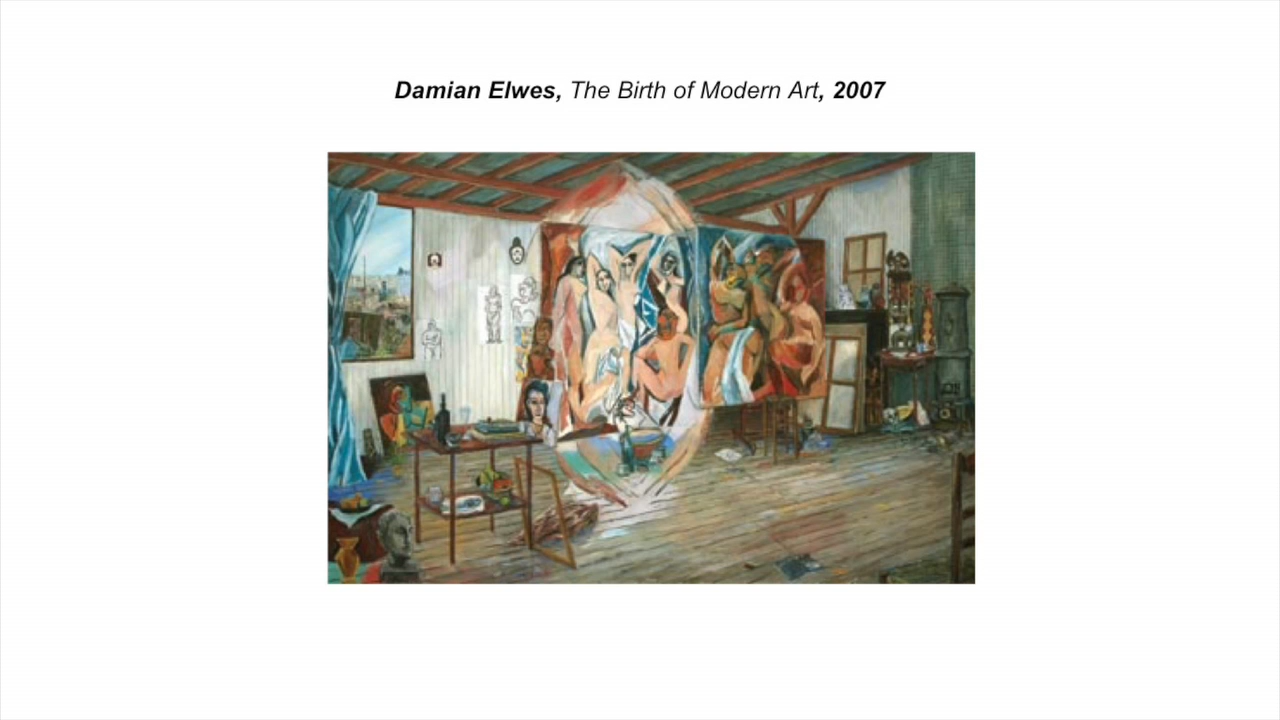 Damian Elwes, The Birth of Modern Art, 2007